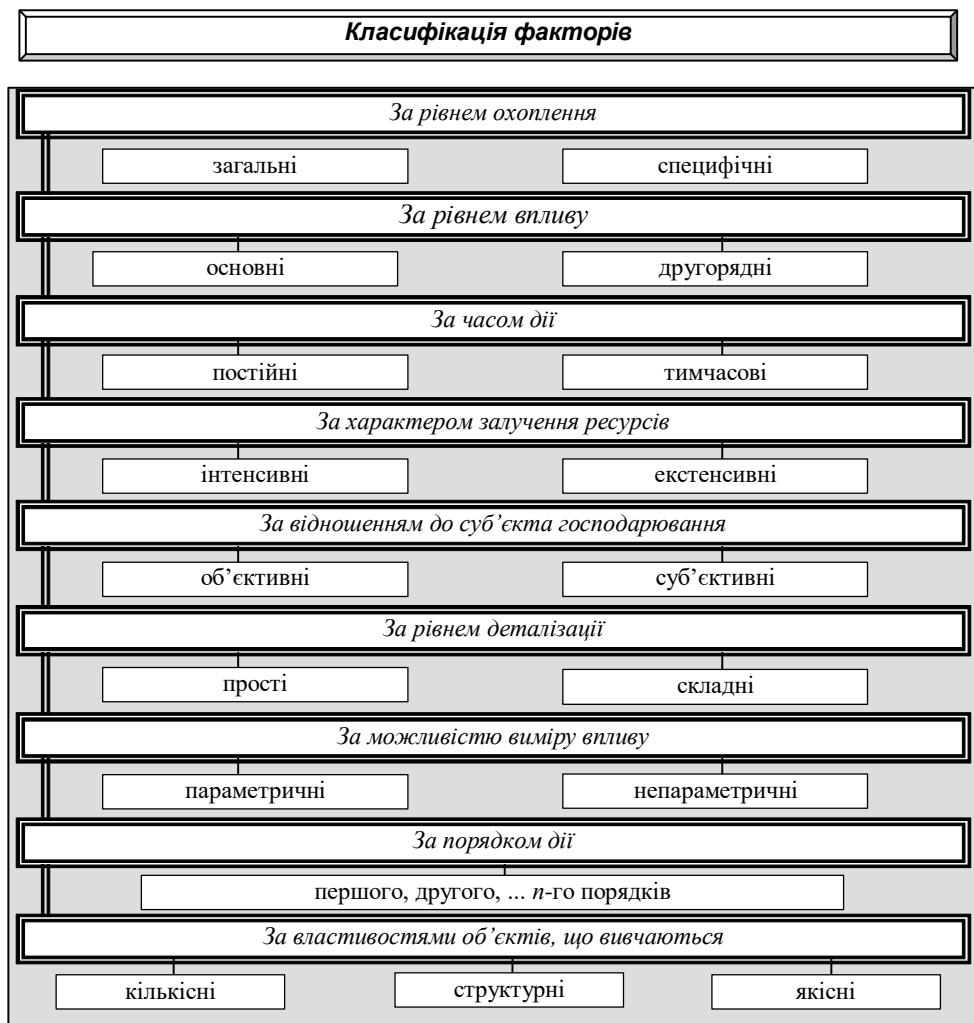 Класифікація факторів
За рівнем охоплення
загальні специфічні
За рівнем впливу
основні другорядні
За часом дії
постійні тимчасові
За характером залучення ресурсів
інтенсивні екстенсивні
За відношенням до суб’єкта господарювання
об’єктивні суб’єктивні
За рівнем деталізації
прості складні
За можливістю виміру впливу
параметричні непараметричні
За порядком дії
першого, другого, ... n-го порядків
За властивостями об’єктів, що вивчаються
кількісні структурні якісні